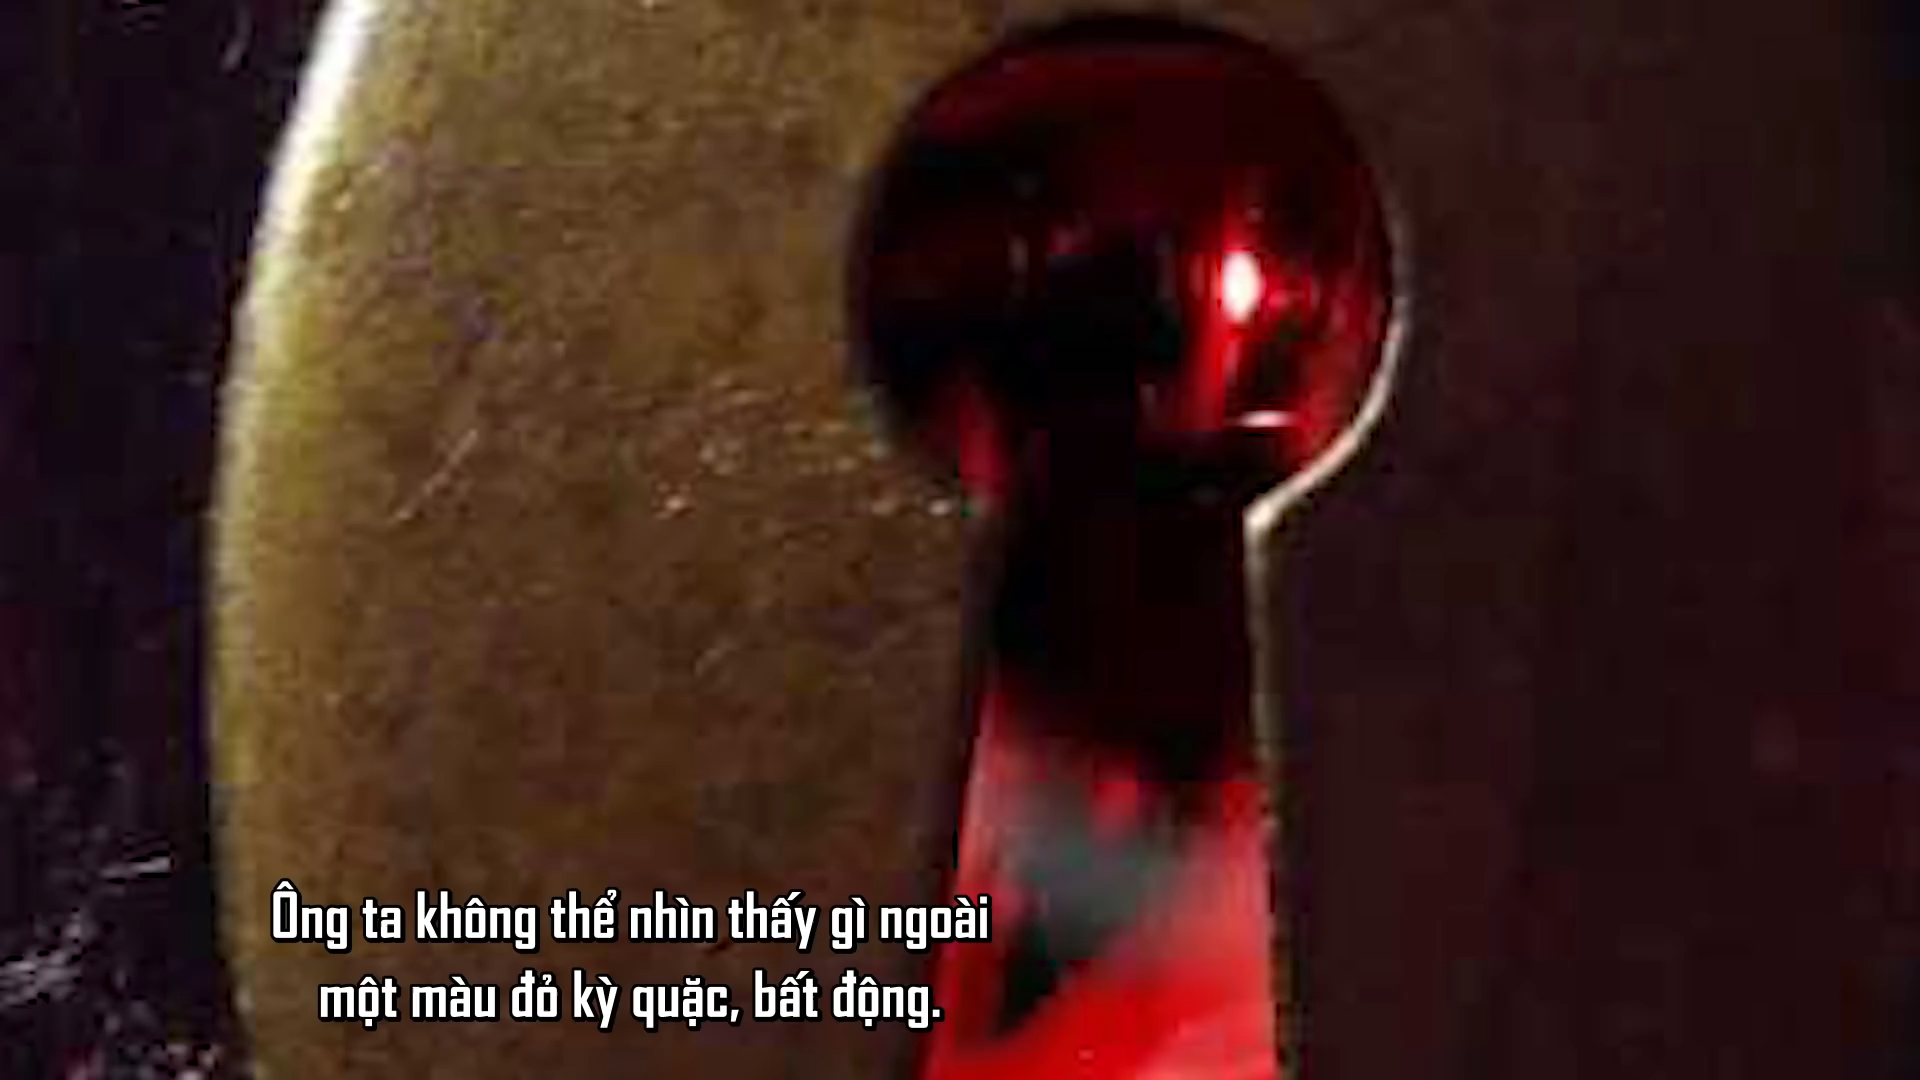 Ông ta không thể nhìn thấy gì ngoài
một màu đỏ kỳ quặc, bất động.